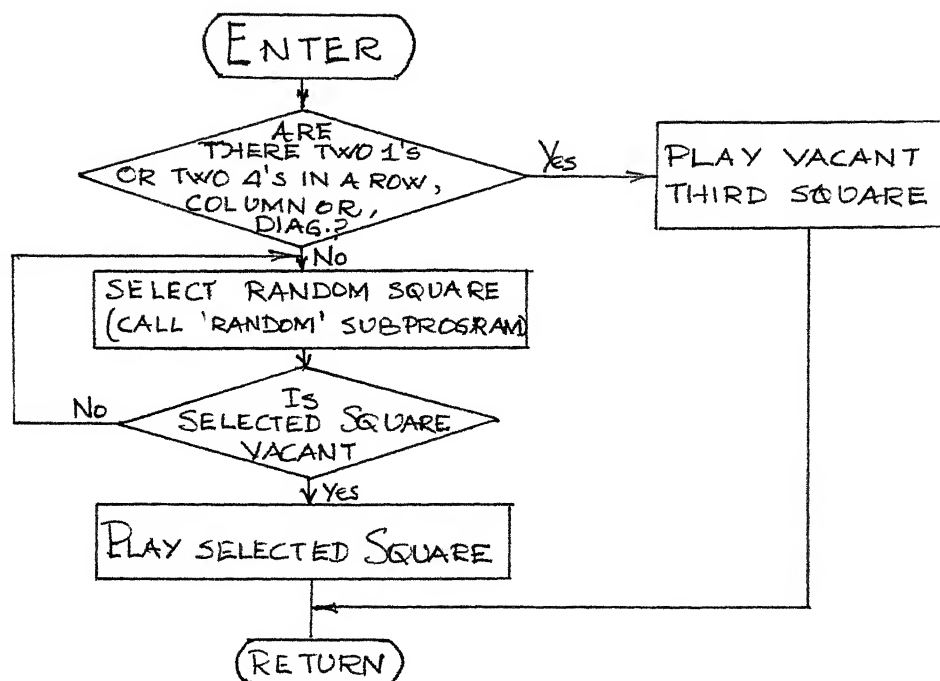 ENTER
ARE
THERE TWO 1's
OR TWO 4's IN A ROW,
COLUMN OR,
DIAG.?
Yes
PLAY VACANT
THIRD SQUARE
No
SELECT RANDOM SQUARE
(CALL 'RANDOM' SUBPROGRAM)
No
Is
SELECTED SQUARE
VACANT
Yes
PLAY SELECTED SQUARE
RETURN